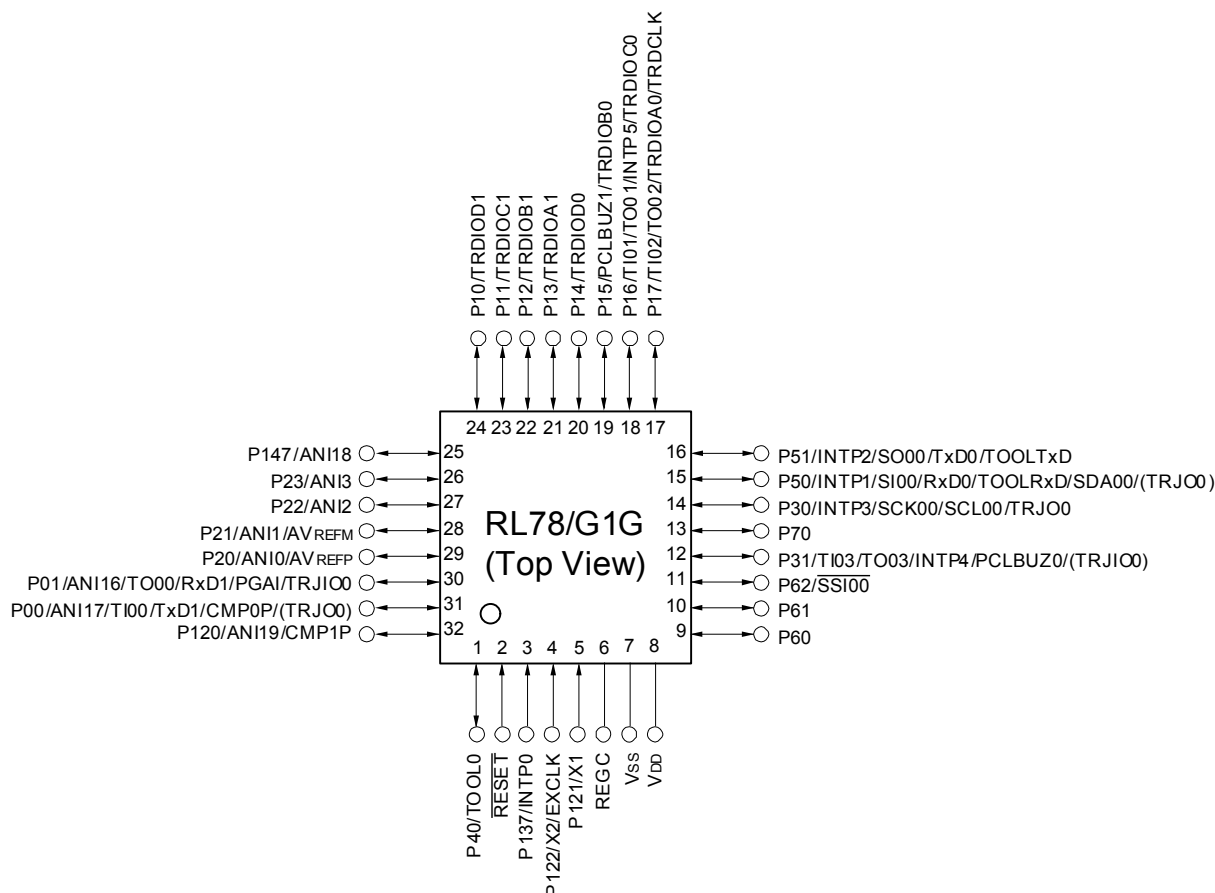 P10/TRDIOD1
P11/TRDIOC1
P12/TRDIOB1
P13/TRDIOA1
P14/TRDIOD0
P15/PCLBUZ1/TRDIOB0
P16/TI01/TO01/INTP5/TRDIOC0
P17/TI02/TO02/TRDIOA0/TRDCLK
24 23 22 21 20 19 18 17
P147/ANI18 25
P23/ANI3 26
P22/ANI2 27
P21/ANI1/AVREFM 28
P20/ANI0/AVREFP 29
P01/ANI16/TO00/RxD1/PGAI/TRJIO0 30
P00/ANI17/TI00/TxD1/CMP0P/(TRJO0) 31
P120/ANI19/CMP1P 32
RL78/G1G
(Top View)
16 P51/INTP2/SO00/TxD0/TOOLTxD
15 P50/INTP1/SI00/RxD0/TOOLRxD/SDA00/(TRJO0)
14 P30/INTP3/SCK00/SCL00/TRJO0
13 P70
12 P31/TI03/TO03/INTP4/PCLBUZ0/(TRJIO0)
11 P62/SSI00
10 P61
9 P60
1 2 3 4 5 6 7 8
P40/TOOL0
RESET
P137/INTP0
P122/X2/EXCLK
P121/X1
REGC
VSS
VDD